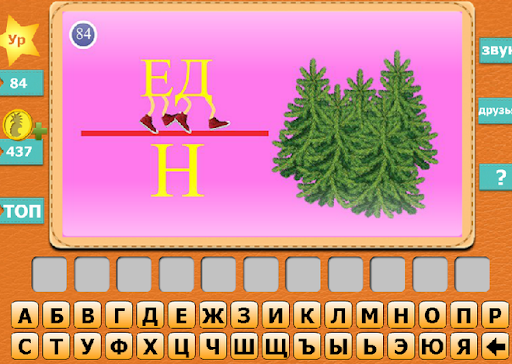 Ур
84
437
ТОП
84
ЕД
Н
звук
друзья
?
А Б В Г Д Е Ж З И К Л М Н О П Р
С Т У Ф Х Ц Ч Ш Щ Ъ Ы Ь Э Ю Я